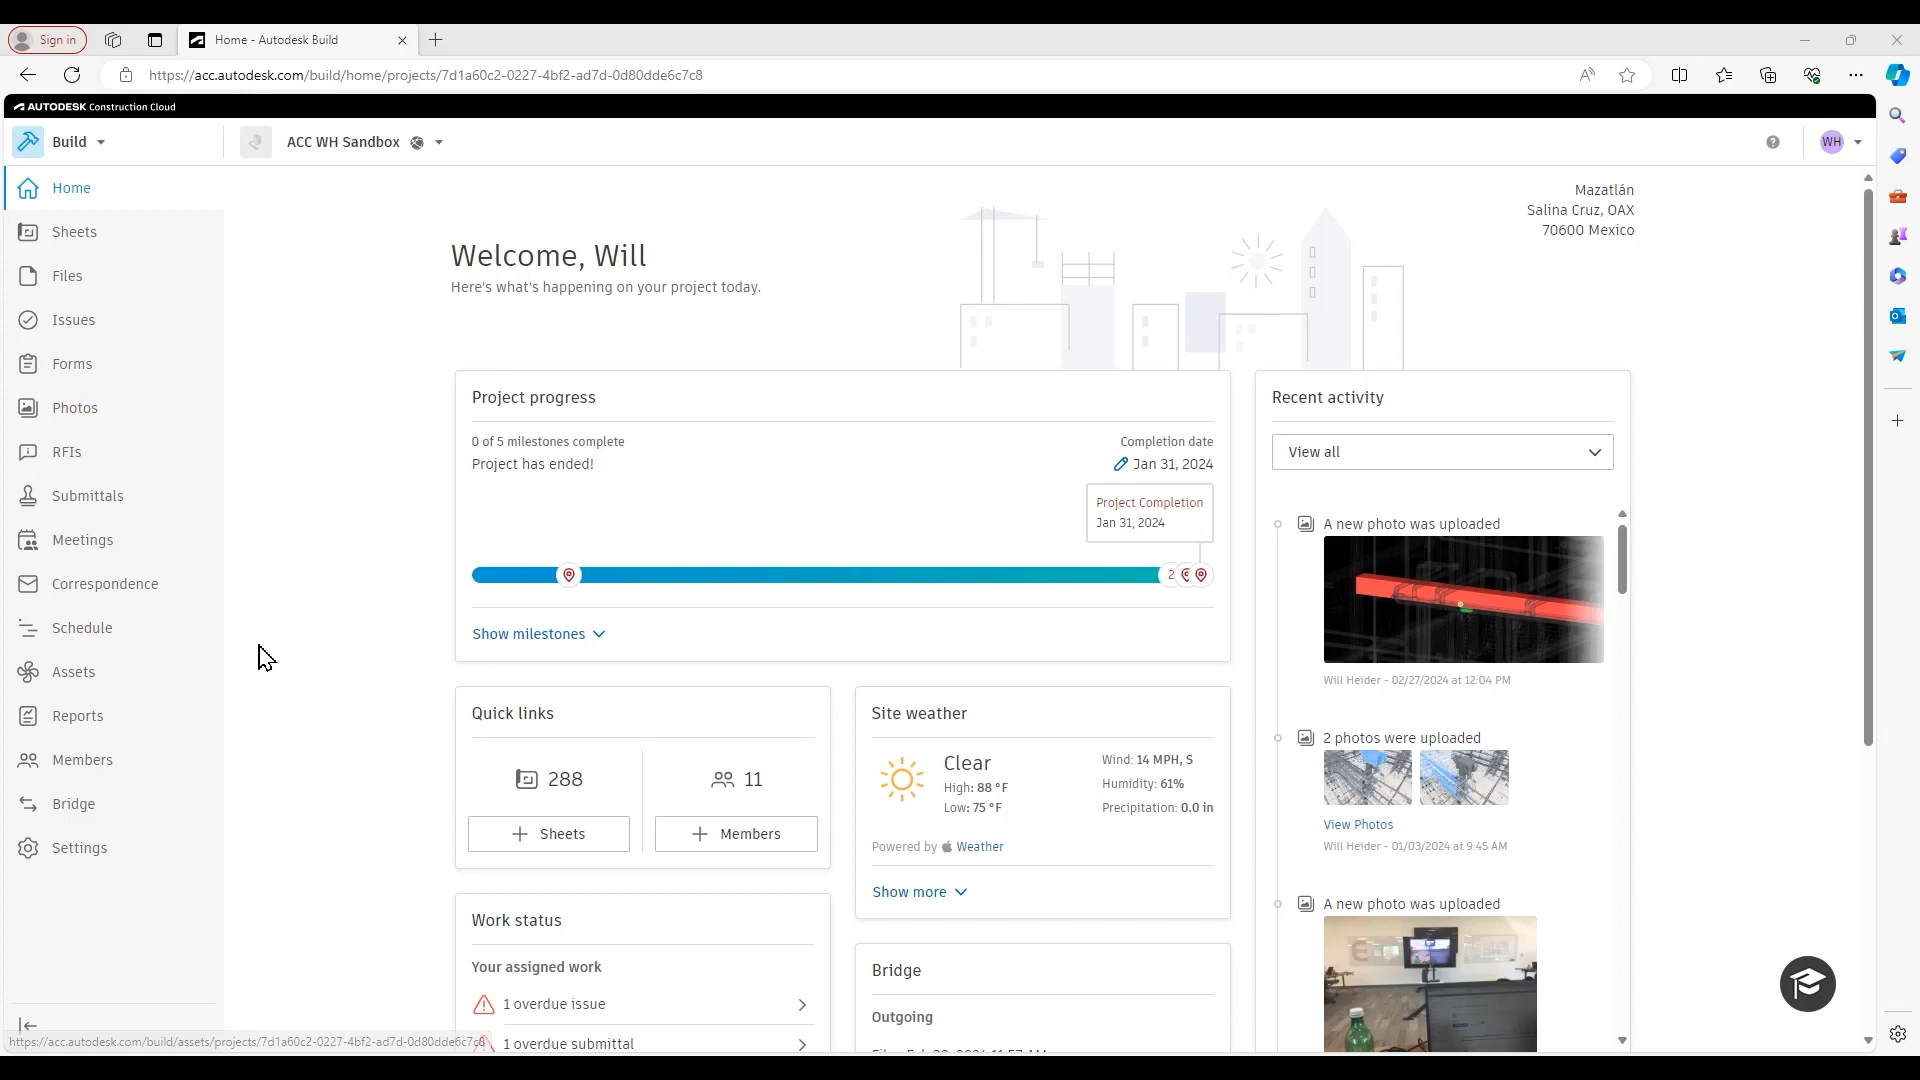 Sign in
Home - Autodesk Build
https://acc.autodesk.com/build/home/projects/7d1a60c2-0227-4bf2-ad7d-0d80dde6c7c8
AUTODESK Construction Cloud
Build
ACC WH Sandbox
WH
Home
Sheets
Files
Issues
Forms
Photos
RFIs
Submittals
Meetings
Correspondence
Schedule
Assets
Reports
Members
Bridge
Settings
Mazatlán
Salina Cruz, OAX
70600 Mexico
Welcome, Will
Here's what's happening on your project today.
Project progress
0 of 5 milestones complete
Project has ended!
Completion date
Jan 31, 2024
Project Completion
Jan 31, 2024
2
Show milestones
Quick links
288
11
Sheets
Members
Work status
Your assigned work
1 overdue issue
1 overdue submittal
Site weather
Clear
High: 88 °F
Low: 75 °F
Wind: 14 MPH, S
Humidity: 61%
Precipitation: 0.0 in
Powered by Weather
Show more
Bridge
Outgoing
Recent activity
View all
A new photo was uploaded
Will Heider - 02/27/2024 at 12:04 PM
2 photos were uploaded
View Photos
Will Heider - 01/03/2024 at 9:45 AM
A new photo was uploaded
https://acc.autodesk.com/build/assets/projects/7d1a60c2-0227-4bf2-ad7d-0d80dde6c7c8